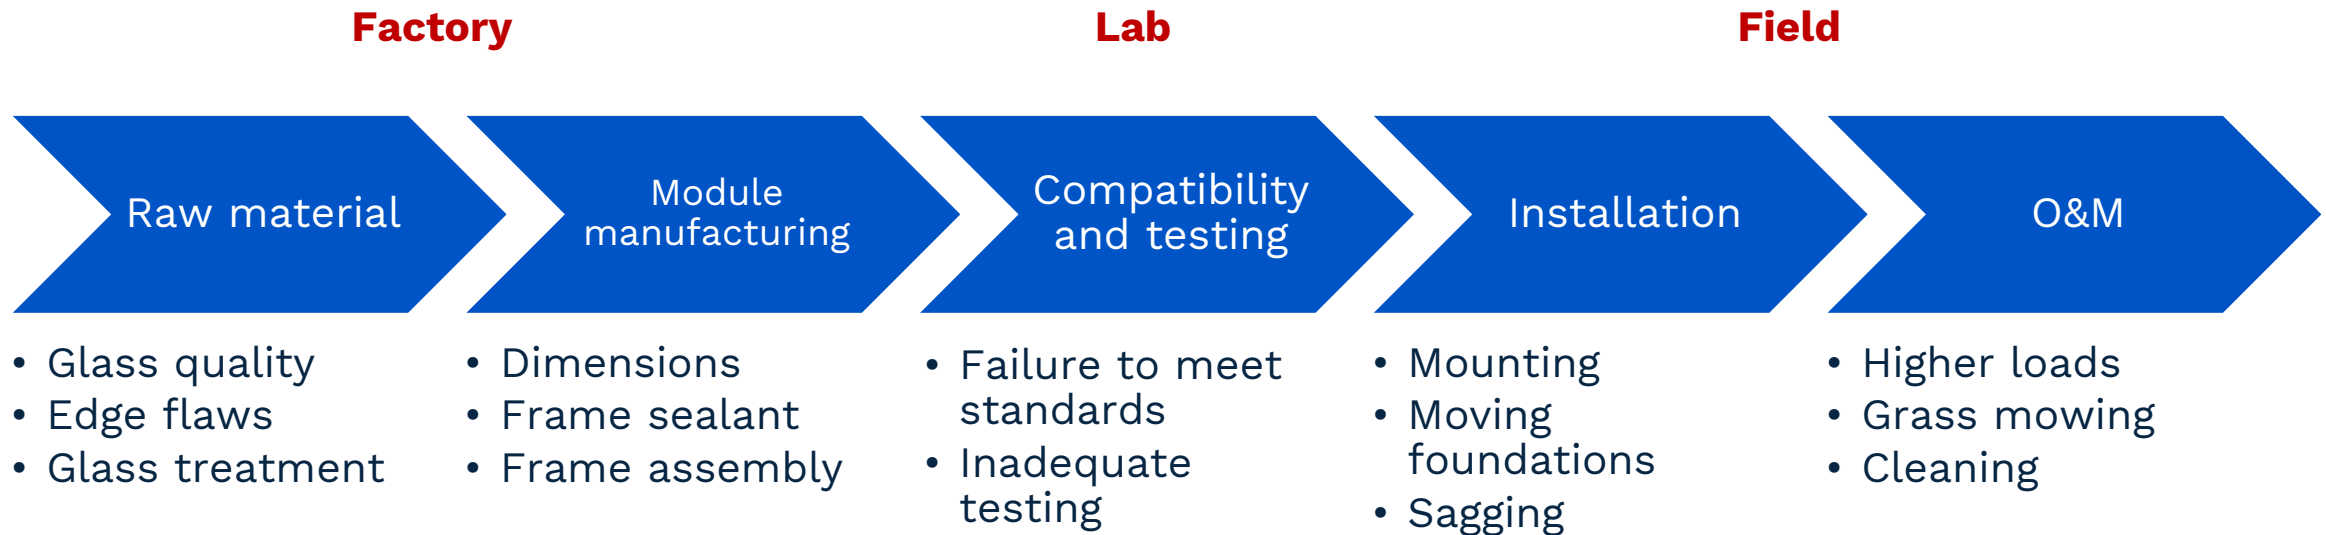 Factory
Lab
Field
Raw material
Module
manufacturing
Compatibility
and testing
Installation
O&M
• Glass quality
• Edge flaws
• Glass treatment
• Dimensions
• Frame sealant
• Frame assembly
• Failure to meet
standards
• Inadequate
testing
• Mounting
• Moving
foundations
• Sagging
• Higher loads
• Grass mowing
• Cleaning